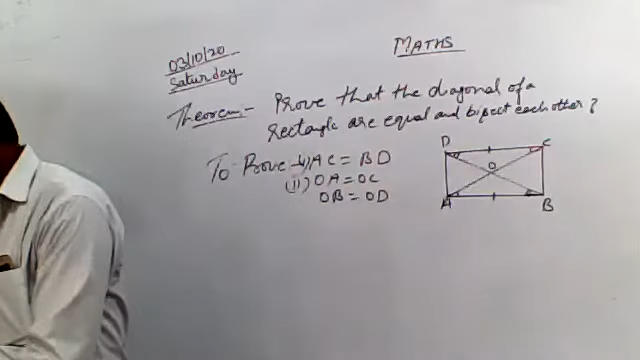 03/10/20
Saturday
MATHS
Theorem:- Prove that the diagonal of a
rectangle are equal and bisect each other?
To Prove:- i) AC = BD
(ii) OA = OC
OB = OD
D C
O
A B